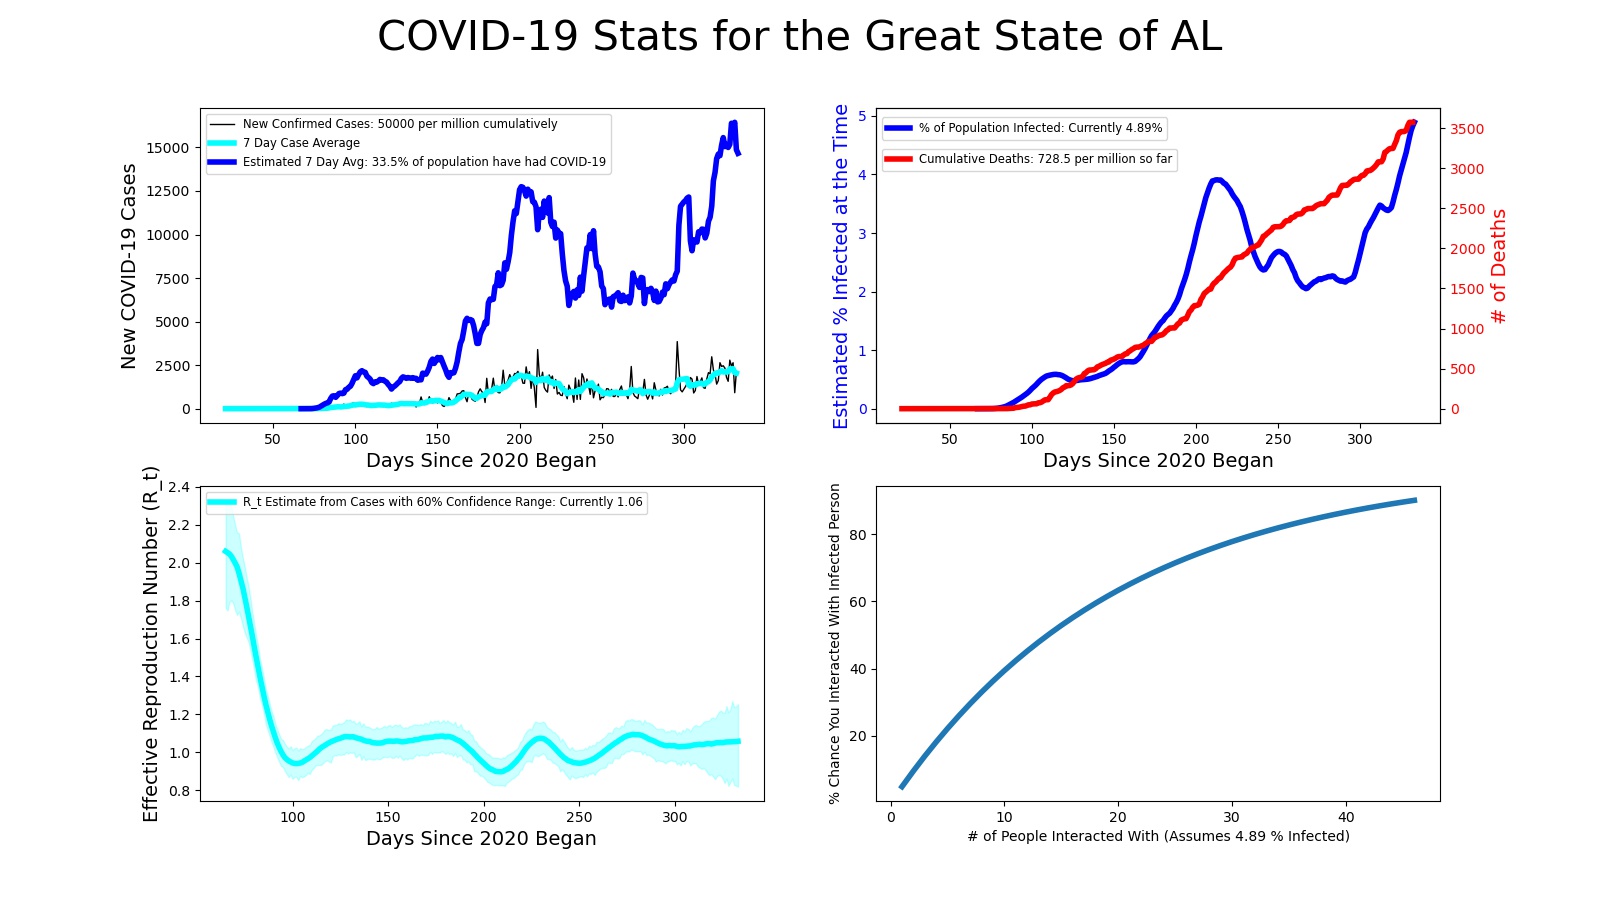 COVID-19 Stats for the Great State of AL
New COVID-19 Cases
15000
12500
10000
7500
5000
2500
0
New Confirmed Cases: 50000 per million cumulatively
7 Day Case Average
Estimated 7 Day Avg: 33.5% of population have had COVID-19
50 100 150 200 250 300
Days Since 2020 Began
Estimated % Infected at the Time
5
4
3
2
1
0
% of Population Infected: Currently 4.89%
Cumulative Deaths: 728.5 per million so far
3500
3000
2500
2000
1500
1000
500
0
# of Deaths
50 100 150 200 250 300
Days Since 2020 Began
Effective Reproduction Number (R_t)
2.4
2.2
2.0
1.8
1.6
1.4
1.2
1.0
0.8
R_t Estimate from Cases with 60% Confidence Range: Currently 1.06
100 150 200 250 300
Days Since 2020 Began
% Chance You Interacted With Infected Person
80
60
40
20
0 10 20 30 40
# of People Interacted With (Assumes 4.89 % Infected)